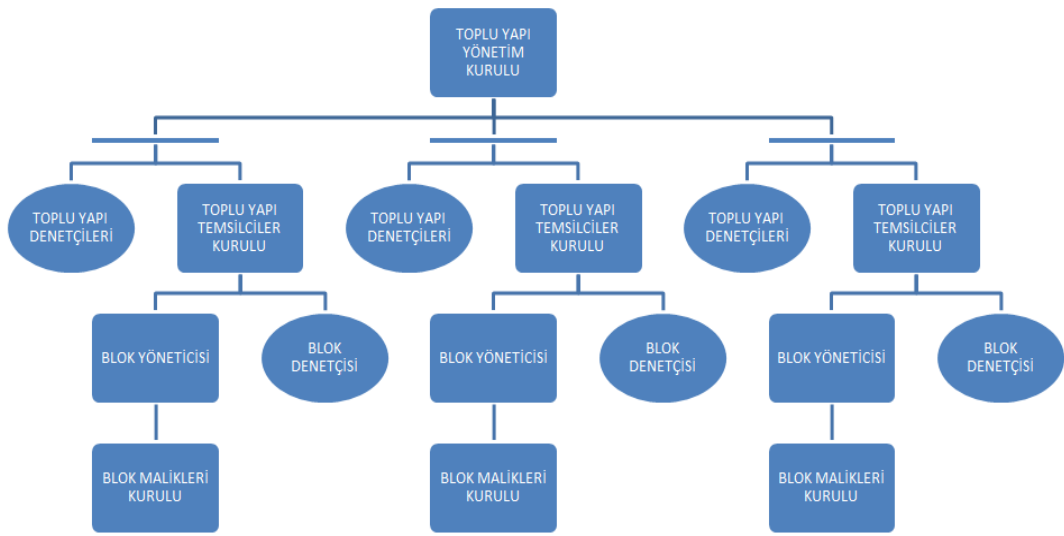 TOPLU YAPI
YÖNETİM
KURULU
TOPLU YAPI
DENETÇİLERİ
TOPLU YAPI
TEMSİLCİLER
KURULU
TOPLU YAPI
DENETÇİLERİ
TOPLU YAPI
TEMSİLCİLER
KURULU
TOPLU YAPI
DENETÇİLERİ
TOPLU YAPI
TEMSİLCİLER
KURULU
BLOK YÖNETİCİSİ
BLOK
DENETÇİSİ
BLOK YÖNETİCİSİ
BLOK
DENETÇİSİ
BLOK YÖNETİCİSİ
BLOK
DENETÇİSİ
BLOK MALİKLERİ
KURULU
BLOK MALİKLERİ
KURULU
BLOK MALİKLERİ
KURULU